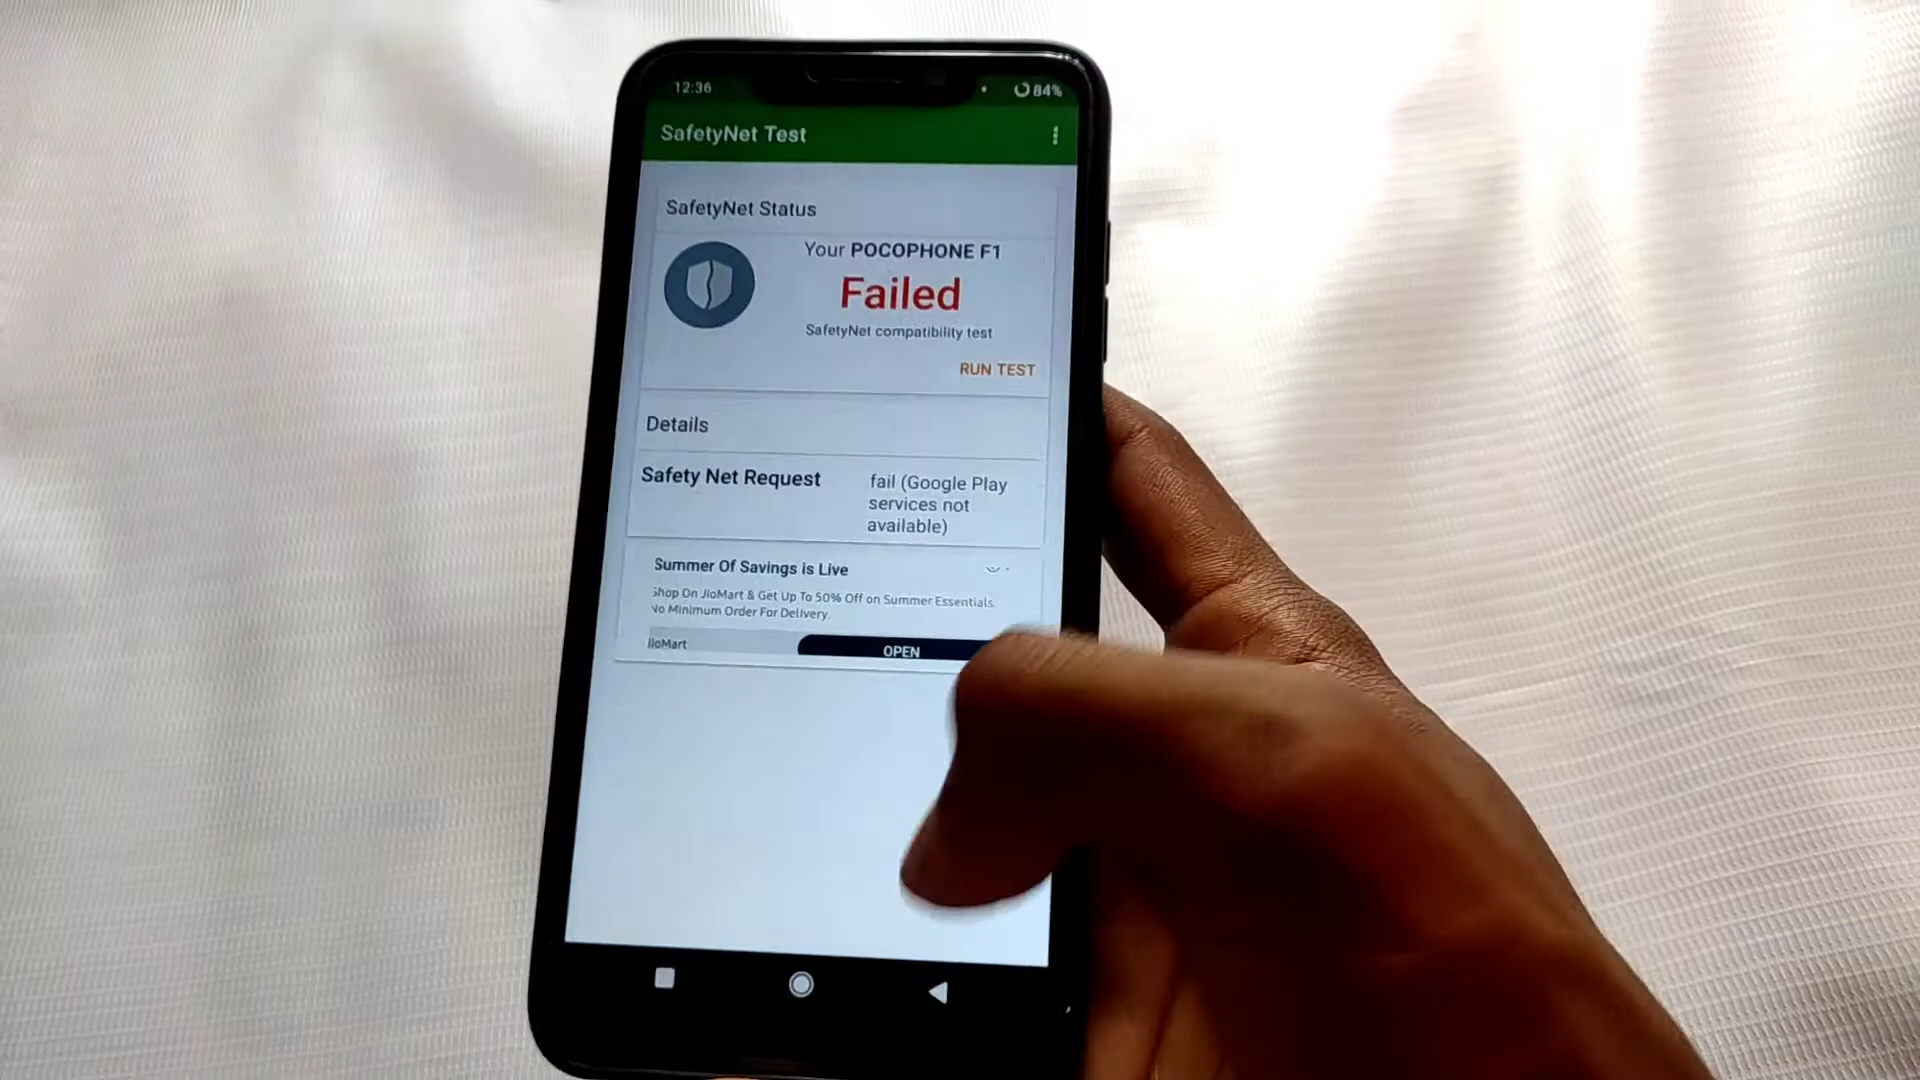 12:36
84%
SafetyNet Test
SafetyNet Status
Your POCOPHONE F1
Failed
SafetyNet compatibility test
RUN TEST
Details
Safety Net Request
fail (Google Play
services not
available)
Summer Of Savings is Live
Shop On JioMart & Get Up To 50% Off on Summer Essentials.
No Minimum Order For Delivery.
JioMart
OPEN